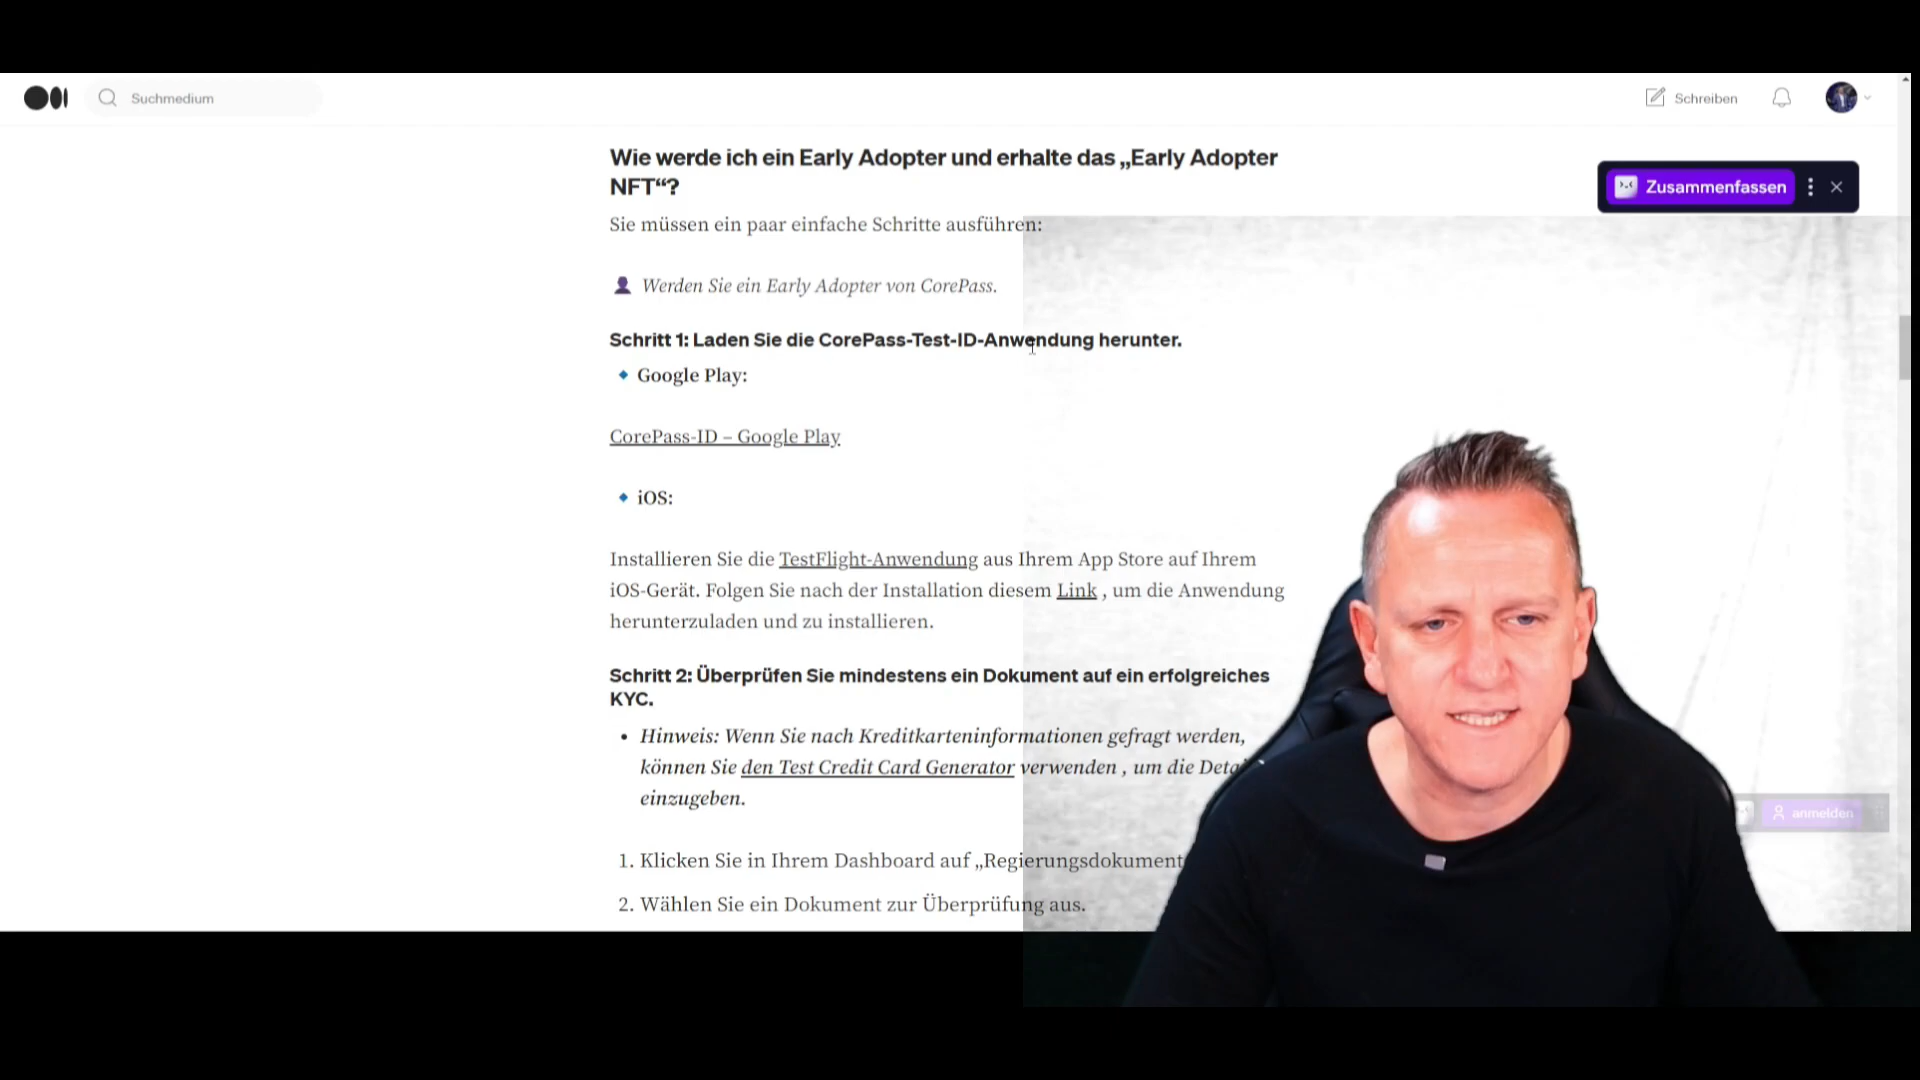 Suchmedium
Schreiben
Wie werde ich ein Early Adopter und erhalte das „Early Adopter
NFT“?
Zusammenfassen
Sie müssen ein paar einfache Schritte ausführen:
Werden Sie ein Early Adopter von CorePass.
Schritt 1: Laden Sie die CorePass-Test-ID-Anwendung herunter.
Google Play:
CorePass-ID – Google Play
iOS:
Installieren Sie die TestFlight-Anwendung aus Ihrem App Store auf Ihrem
iOS-Gerät. Folgen Sie nach der Installation diesem Link , um die Anwendung
herunterzuladen und zu installieren.
Schritt 2: Überprüfen Sie mindestens ein Dokument auf ein erfolgreiches
KYC.
• Hinweis: Wenn Sie nach Kreditkarteninformationen gefragt werden,
können Sie den Test Credit Card Generator verwenden , um die
einzugeben.
anmelden
1. Klicken Sie in Ihrem Dashboard auf „Regierungsdokument
2. Wählen Sie ein Dokument zur Überprüfung aus.